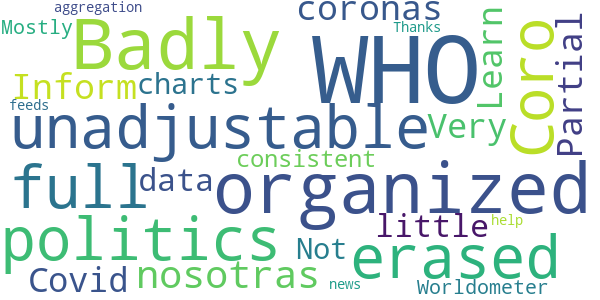 aggregation
coronas
Mostly
Badly
WHO
Thanks
Learn
Coro
Partial
Inform
charts
feeds
unadjustable
Very
consistent
full
data
organized
politics
little
help
Not
erased
Covid
nosotras
news
Worldometer